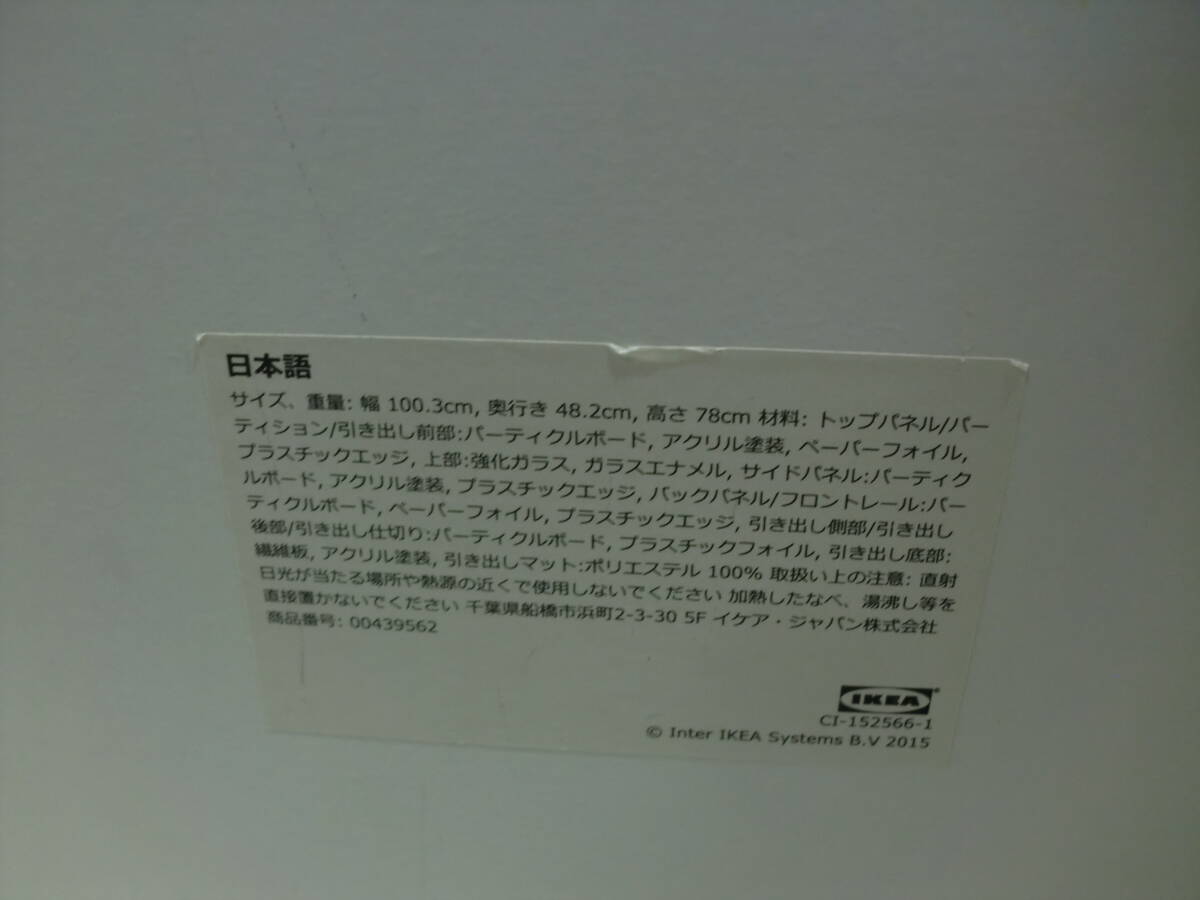 日本語
サイズ、重量: 幅 100.3cm, 奥行き 48.2cm, 高さ 78cm 材料: トップパネル/パー
ティション/引き出し前部:パーティクルボード, アクリル塗装, ペーパーフォイル,
プラスチックエッジ, 上部:強化ガラス, ガラスエナメル, サイドパネル:パーティク
ルボード, アクリル塗装, プラスチックエッジ, バックパネル/フロントレール:パー
ティクルボード, ペーパーフォイル, プラスチックエッジ, 引き出し側部/引き出し
後部/引き出し仕切り:パーティクルボード, プラスチックフォイル, 引き出し底部:
繊維板, アクリル塗装, 引き出しマット:ポリエステル 100% 取扱い上の注意: 直射
日光が当たる場所や熱源の近くで使用しないでください 加熱したなべ、湯沸し等を
直接置かないでください 千葉県船橋市浜町2-3-30 5F イケア・ジャパン株式会社
商品番号: 00439562
IKEA®
CI-152566-1
© Inter IKEA Systems B.V 2015